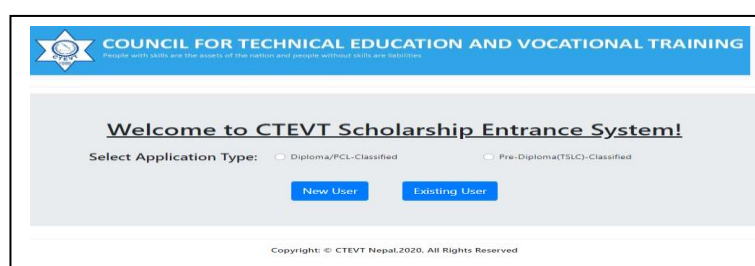 COUNCIL FOR TECHNICAL EDUCATION AND VOCATIONAL TRAINING
People with skills are the assets of the nation and people without skills are liabilities
CTEVT
Welcome to CTEVT Scholarship Entrance System!
Select Application Type: Diploma/PCL-Classified Pre-Diploma(TSLC)-Classified
New User Existing User
Copyright: © CTEVT Nepal,2020. All Rights Reserved